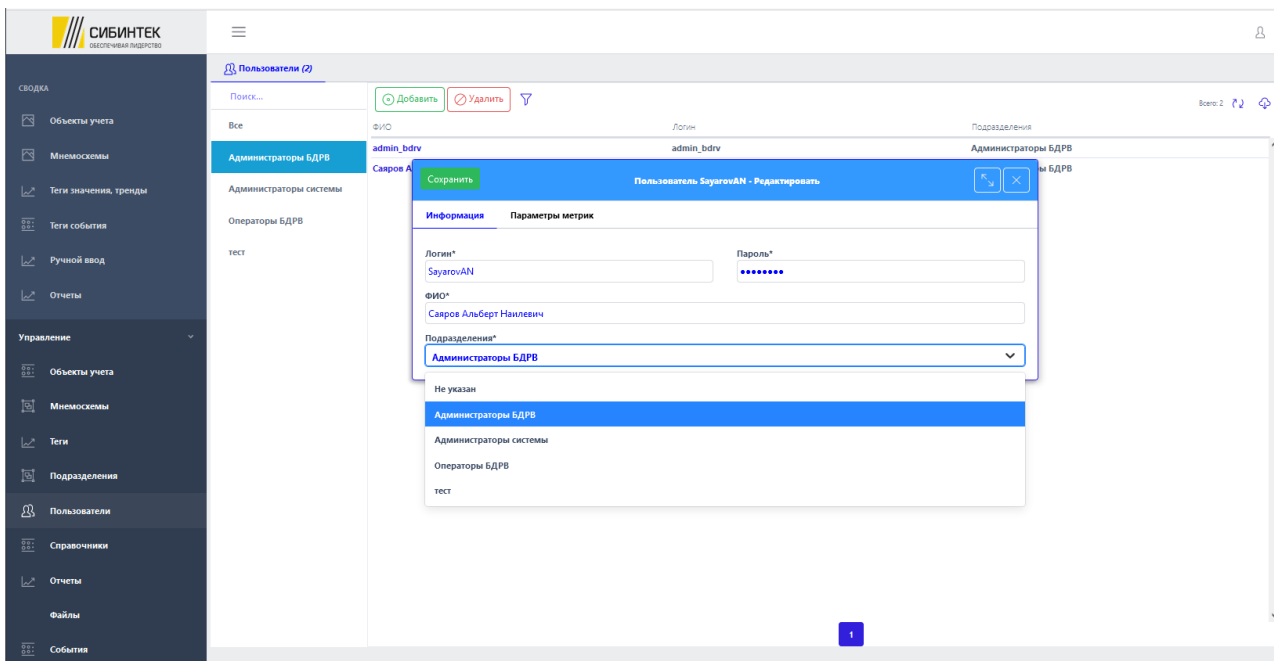 СИБИНТЕК
ОБЕСПЕЧИВАЯ ЛИДЕРСТВО
СВОДКА
Объекты учета
Мнемосхемы
Теги значения, тренды
Теги события
Ручной ввод
Отчеты
Управление
Объекты учета
Мнемосхемы
Теги
Подразделения
Пользователи
Справочники
Отчеты
Файлы
События
Пользователи (2)
Поиск...
Все
Администраторы БДРВ
Администраторы системы
Операторы БДРВ
тест
Добавить Удалить
Всего: 2
ФИО Логин Подразделения
admin_bdrv admin_bdrv Администраторы БДРВ
Саяров А ы БДРВ
Сохранить Пользователь SayarovAN - Редактировать
Информация Параметры метрик
Логин* Пароль*
SayarovAN ●●●●●●●●
ФИО*
Саяров Альберт Наилевич
Подразделения*
Администраторы БДРВ
Не указан
Администраторы БДРВ
Администраторы системы
Операторы БДРВ
тест
1